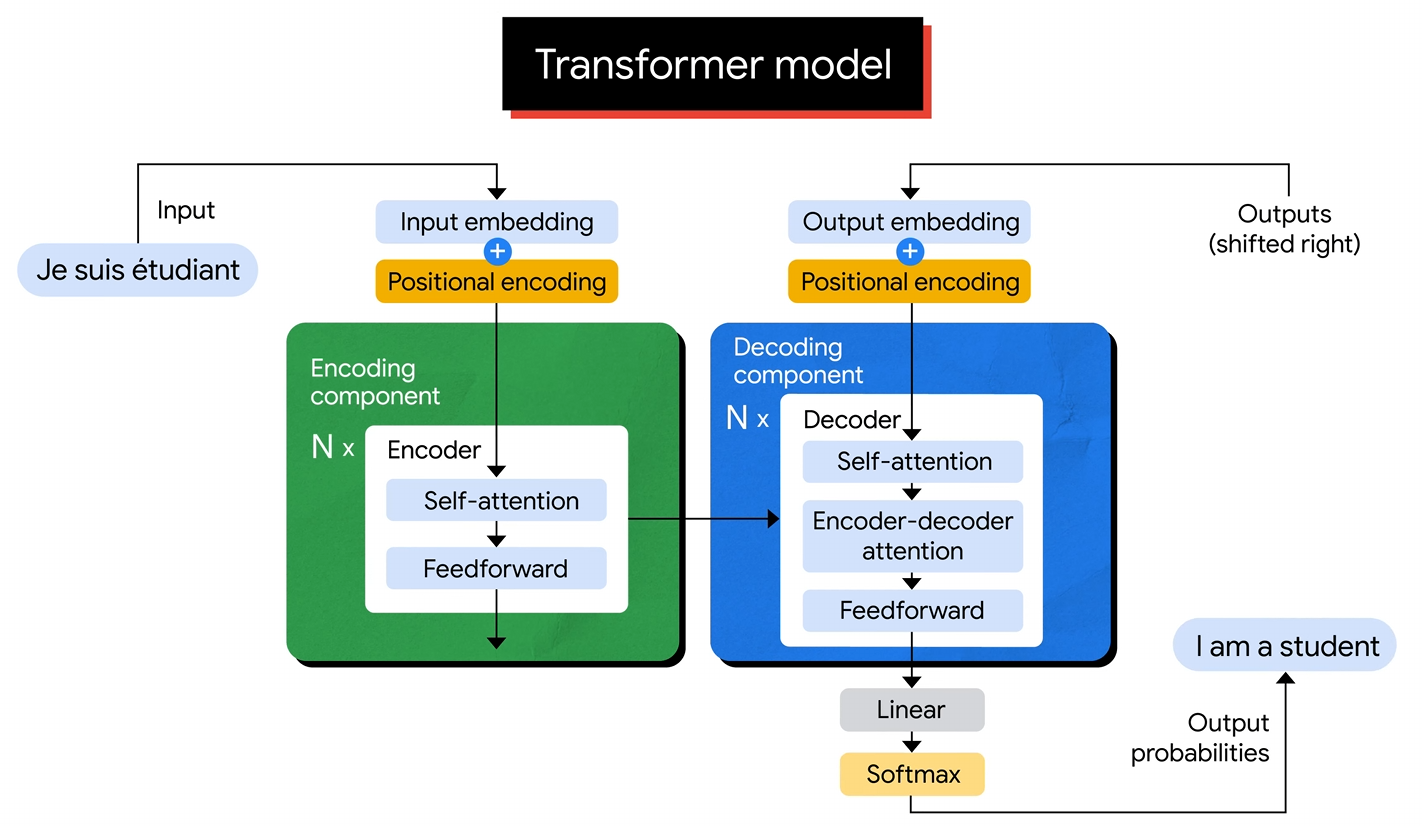 Transformer model
Input
Je suis étudiant
Input embedding
+
Positional encoding
Encoding
component
N x
Encoder
Self-attention
Feedforward
Outputs
(shifted right)
Output embedding
+
Positional encoding
Decoding
component
N x
Decoder
Self-attention
Encoder-decoder
attention
Feedforward
Linear
Softmax
Output
probabilities
I am a student